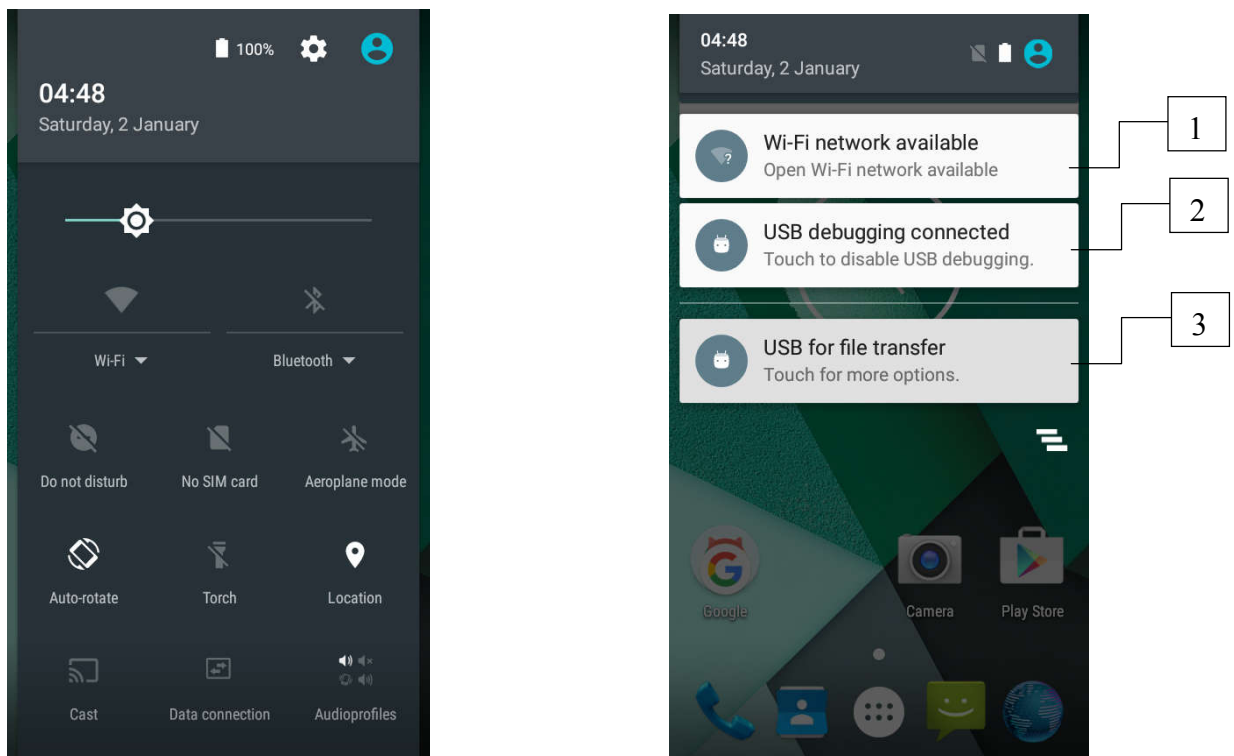 100%
04:48
Saturday, 2 January
Wi-Fi
Bluetooth
Do not disturb
No SIM card
Aeroplane mode
Auto-rotate
Torch
Location
Cast
Data connection
Audioprofiles
04:48
Saturday, 2 January
Wi-Fi network available
Open Wi-Fi network available
1
USB debugging connected
Touch to disable USB debugging.
2
USB for file transfer
Touch for more options.
3
Google
Camera
Play Store